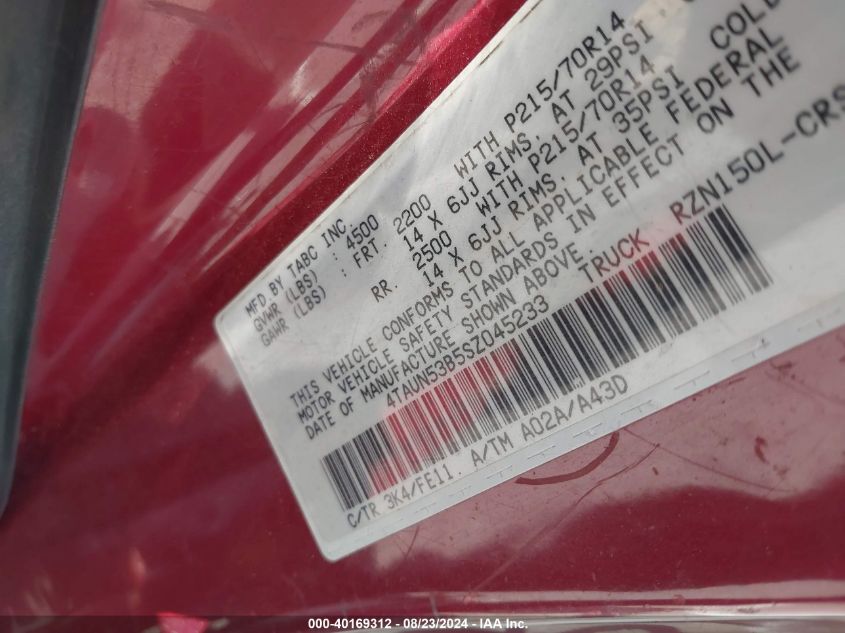 MFD BY TABC INC
GVWR (LBS) : 4500
GAWR (LBS) : FRT. 2200 WITH P215/70R14
14 X 6JJ RIMS, AT 29PSI
RR. 2500 WITH P215/70R14
14 X 6JJ RIMS, AT 35PSI COLD
THIS VEHICLE CONFORMS TO ALL APPLICABLE FEDERAL
MOTOR VEHICLE SAFETY STANDARDS IN EFFECT ON THE
DATE OF MANUFACTURE SHOWN ABOVE.
4TAUN53B5SZ045233 TRUCK RZN150L-CRS
C/TR 3K4/FE11. A/TM A02A/A43D
000-40169312 - 08/23/2024 - IAA Inc.